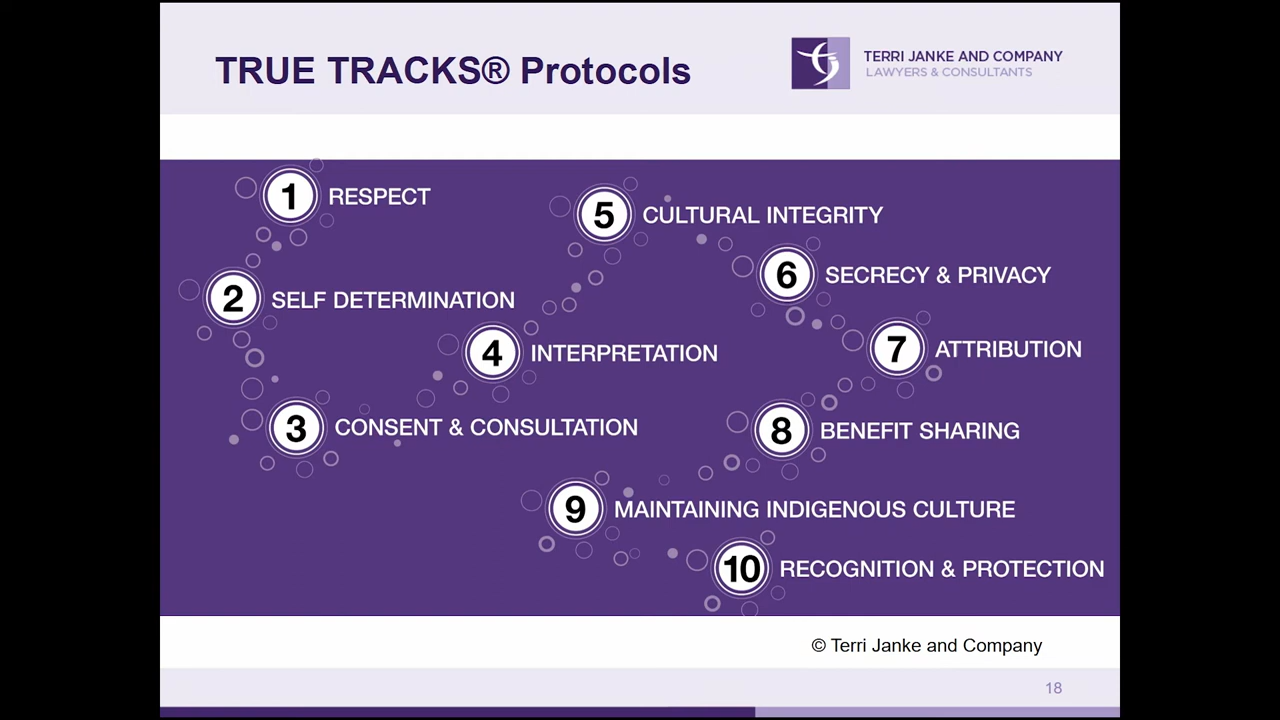 TRUE TRACKS® Protocols
TERRI JANKE AND COMPANY
LAWYERS & CONSULTANTS
1 RESPECT
2 SELF DETERMINATION
3 CONSENT & CONSULTATION
4 INTERPRETATION
5 CULTURAL INTEGRITY
6 SECRECY & PRIVACY
7 ATTRIBUTION
8 BENEFIT SHARING
9 MAINTAINING INDIGENOUS CULTURE
10 RECOGNITION & PROTECTION
© Terri Janke and Company
18